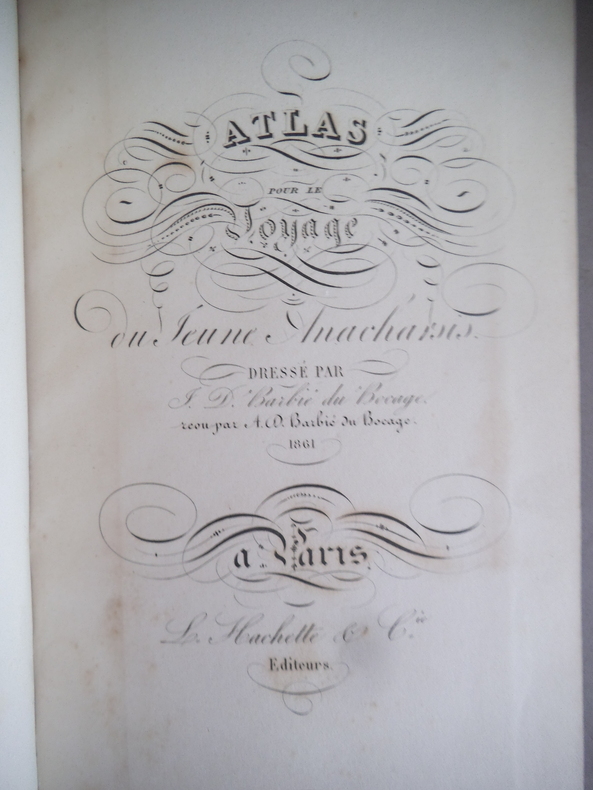 ATLAS
POUR LE
Voyage
du Jeune Anacharsis.
DRESSÉ PAR
J. D. Barbié du Bocage.
revu par A. D. Barbié du Bocage.
1861
a Paris
L. Hachette & C.ie
Editeurs.